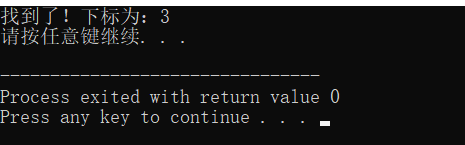 找到了！下标为：3
请按任意键继续. . .
--------------------------------
Process exited with return value 0
Press any key to continue . . .